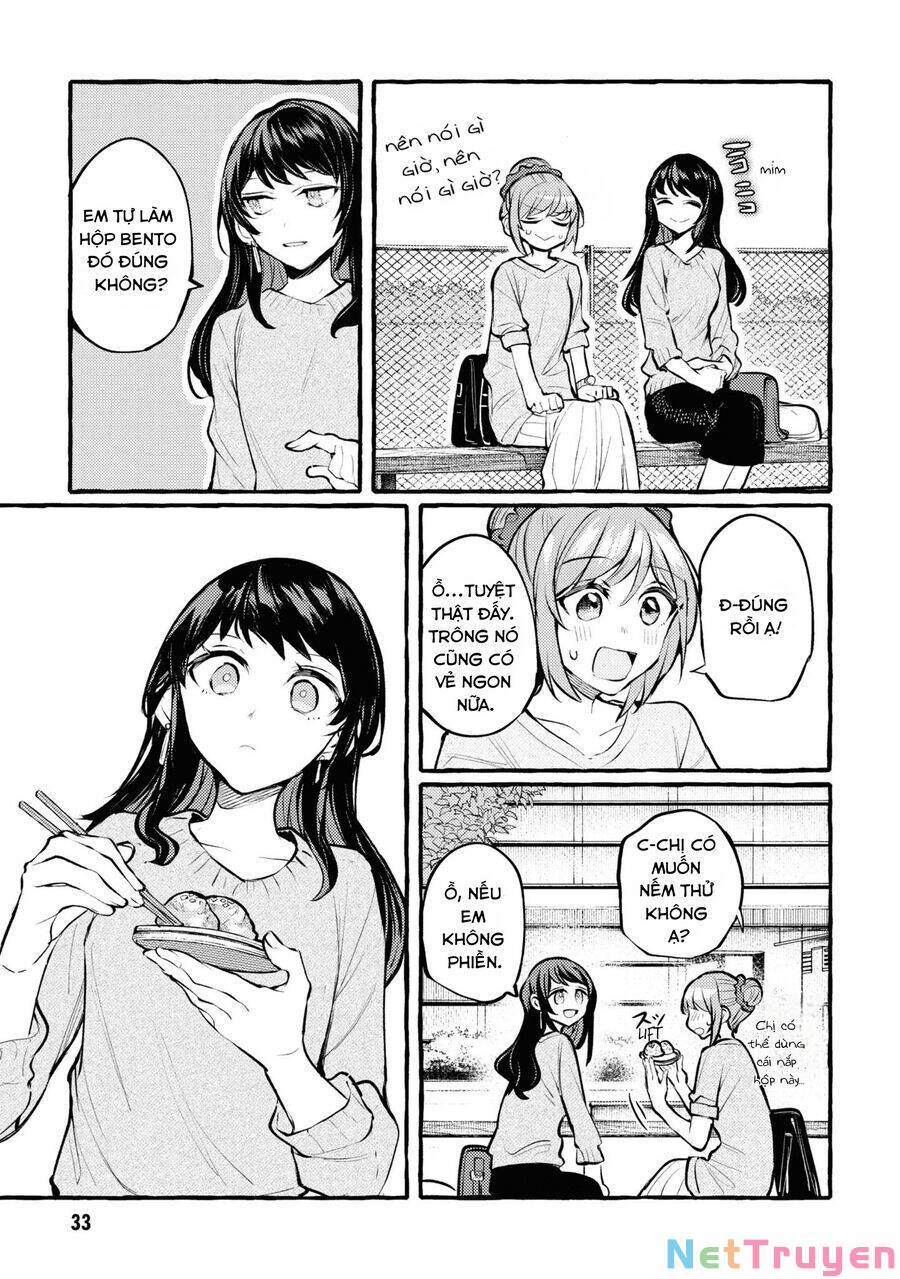 nên nói gì
giờ, nên
nói gì giờ?
mỉm
EM TỰ LÀM
HỘP BENTO
ĐÓ ĐÚNG
KHÔNG?
Đ-ĐÚNG
RỒI Ạ!
Ồ...TUYỆT
THẬT ĐẤY.
TRÔNG NÓ
CŨNG CÓ
VẺ NGON
NỮA.
C-CHỊ CÓ
MUỐN
NẾM THỬ
KHÔNG
Ạ?
Ồ, NẾU
EM
KHÔNG
PHIỀN.
スッ
LIFT
Chị có
thể dùng
cái nắp
hộp này...
33
NetTruyen